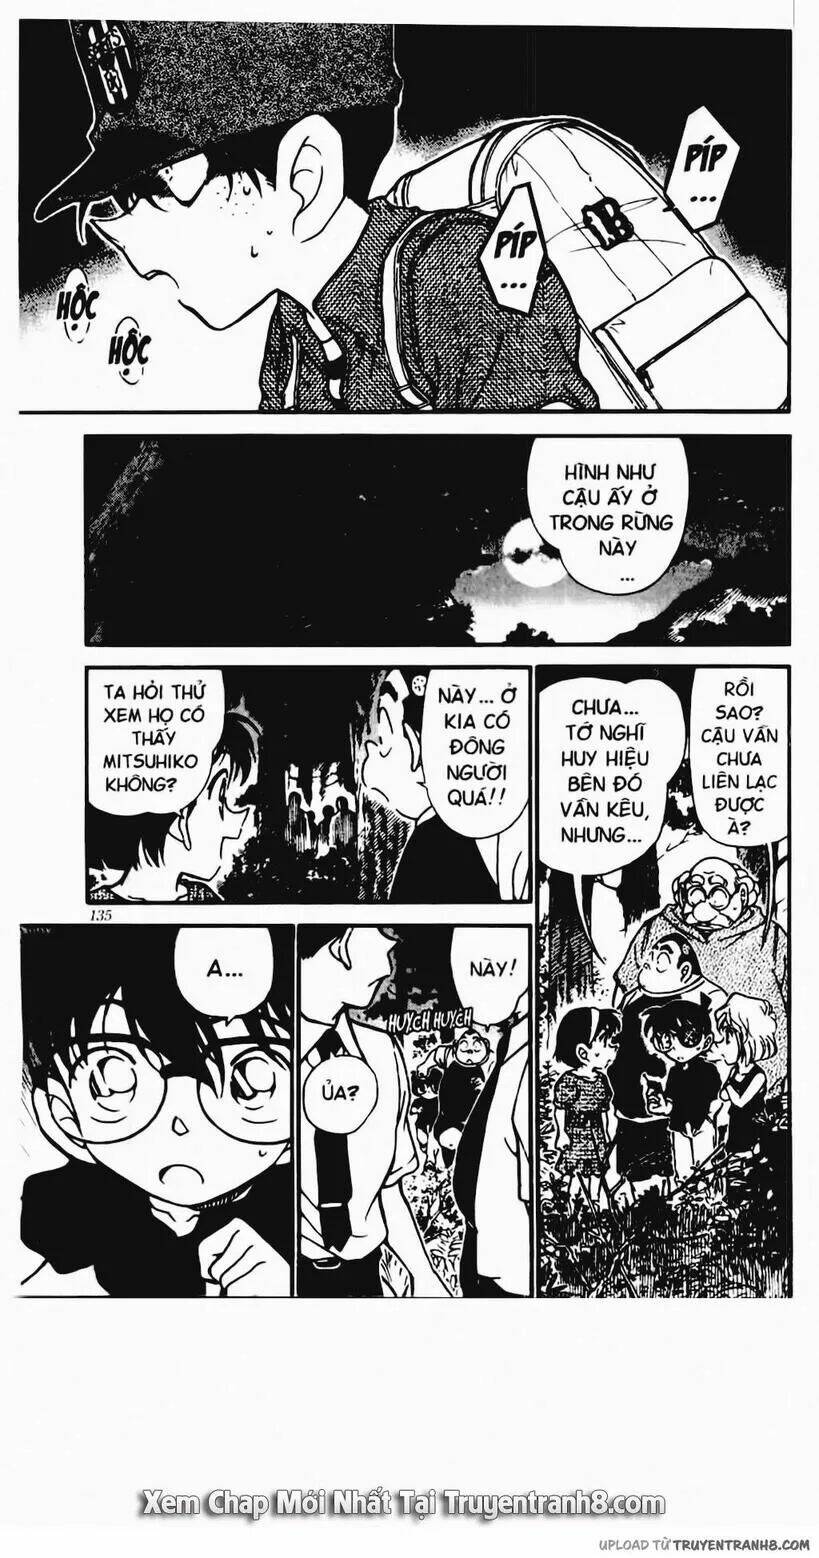 PÍP
...
PÍP
...
HỘC
HỘC
1B
HÌNH NHƯ
CẬU ẤY Ở
TRONG RỪNG
NÀY
...
RỒI
SAO?
CẬU VẪN
CHƯA
LIÊN LẠC
ĐƯỢC
À?
CHƯA...
TỚ NGHĨ
HUY HIỆU
BÊN ĐÓ
VẪN KÊU,
NHƯNG...
NÀY... Ở
KIA CÓ
ĐÔNG
NGƯỜI
QUÁ!!
TA HỎI THỬ
XEM HỌ CÓ
THẤY
MITSUHIKO
KHÔNG?
135
NÀY!
HUỴCH HUỴCH
ỦA?
A...
Xem Chap Mới Nhất Tại Truyentranh8.com
UPLOAD TỪ TRUYENTRANH8.COM